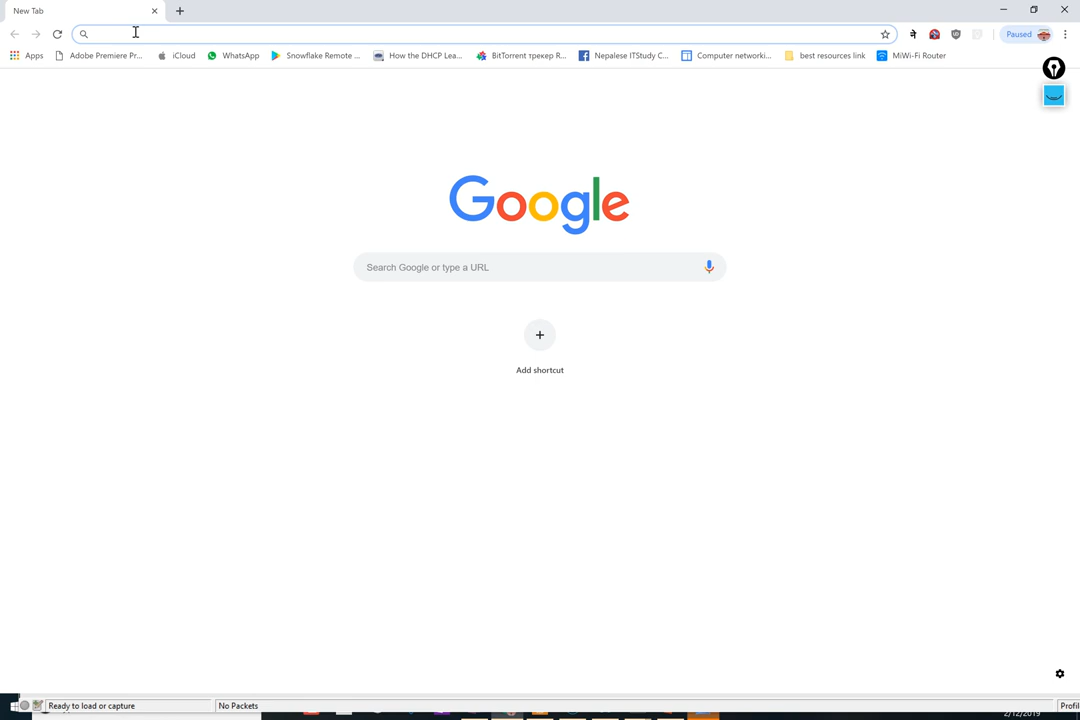 New Tab
Paused
Apps
Adobe Premiere Pr...
iCloud
WhatsApp
Snowflake Remote ...
How the DHCP Lea...
BitTorrent трекер R...
Nepalese ITStudy C...
Computer networki...
best resources link
MiWi-Fi Router
Google
Search Google or type a URL
Add shortcut
Ready to load or capture
No Packets
Profil
2/12/2019